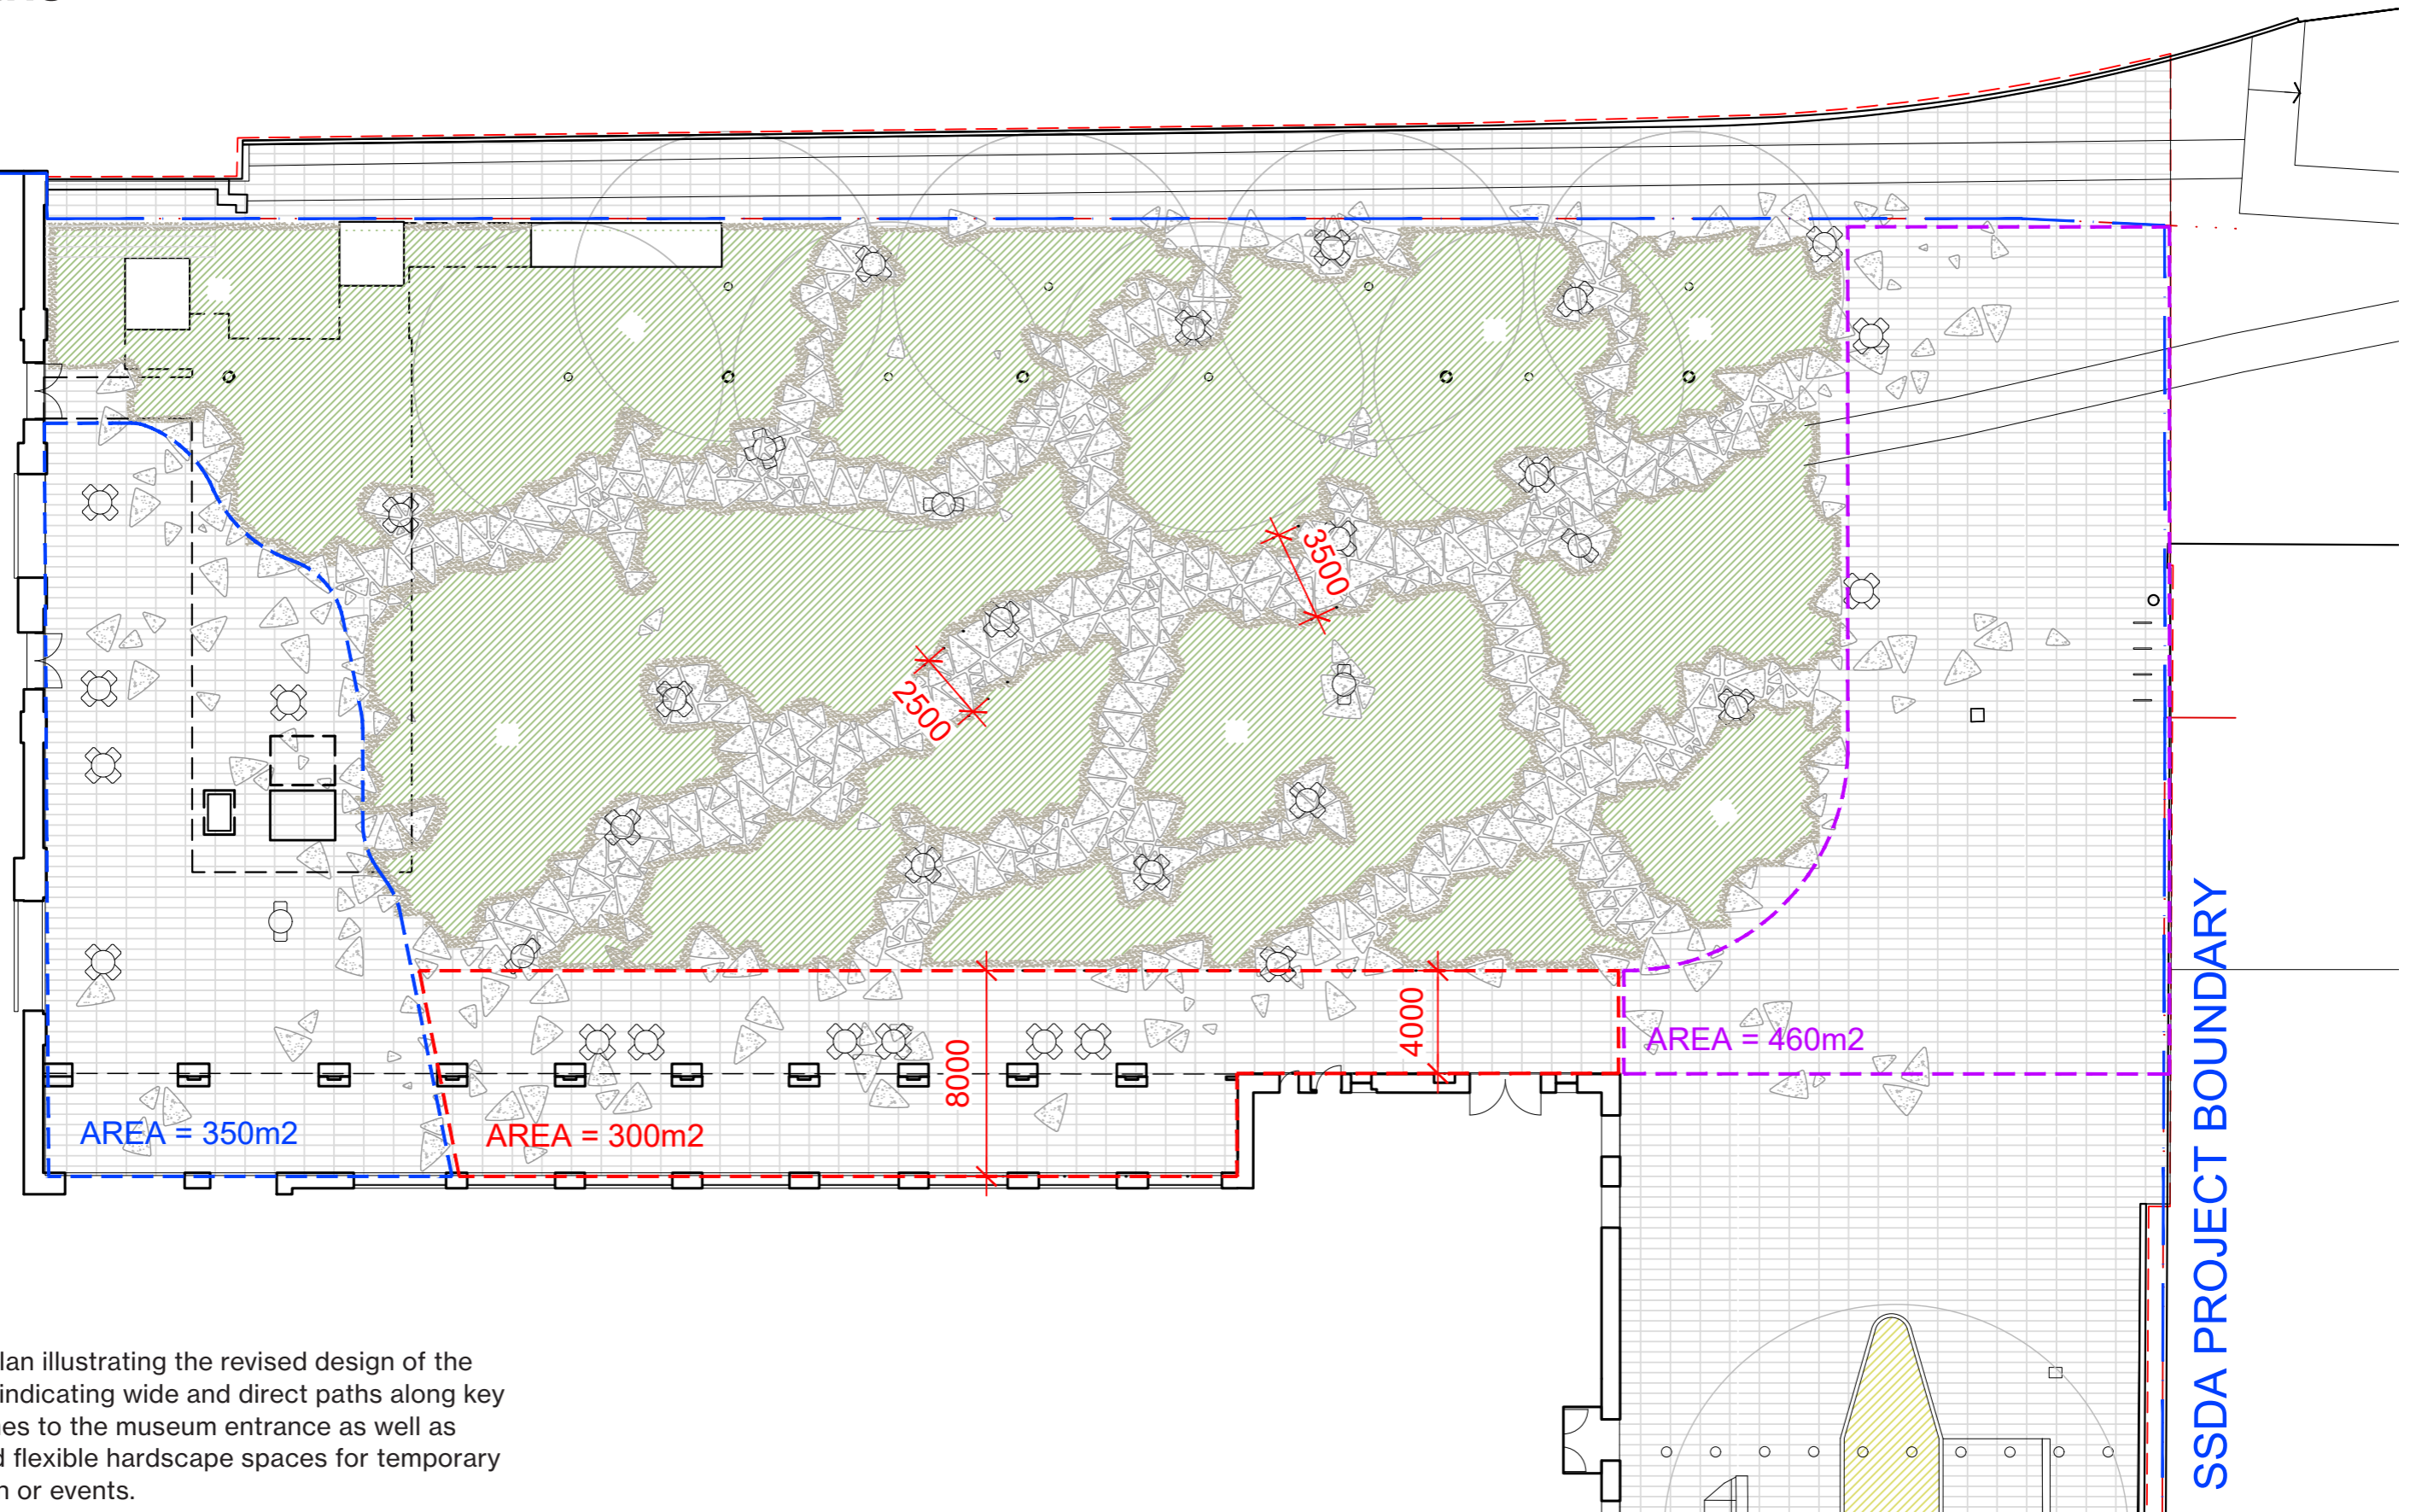 3500
2500
8000
4000
AREA = 460m2
AREA = 350m2
AREA = 300m2
SSDA PROJECT BOUNDARY
illustrating the revised design of the
indicating wide and direct paths along key
to the museum entrance as well as
flexible hardscape spaces for temporary
or events.